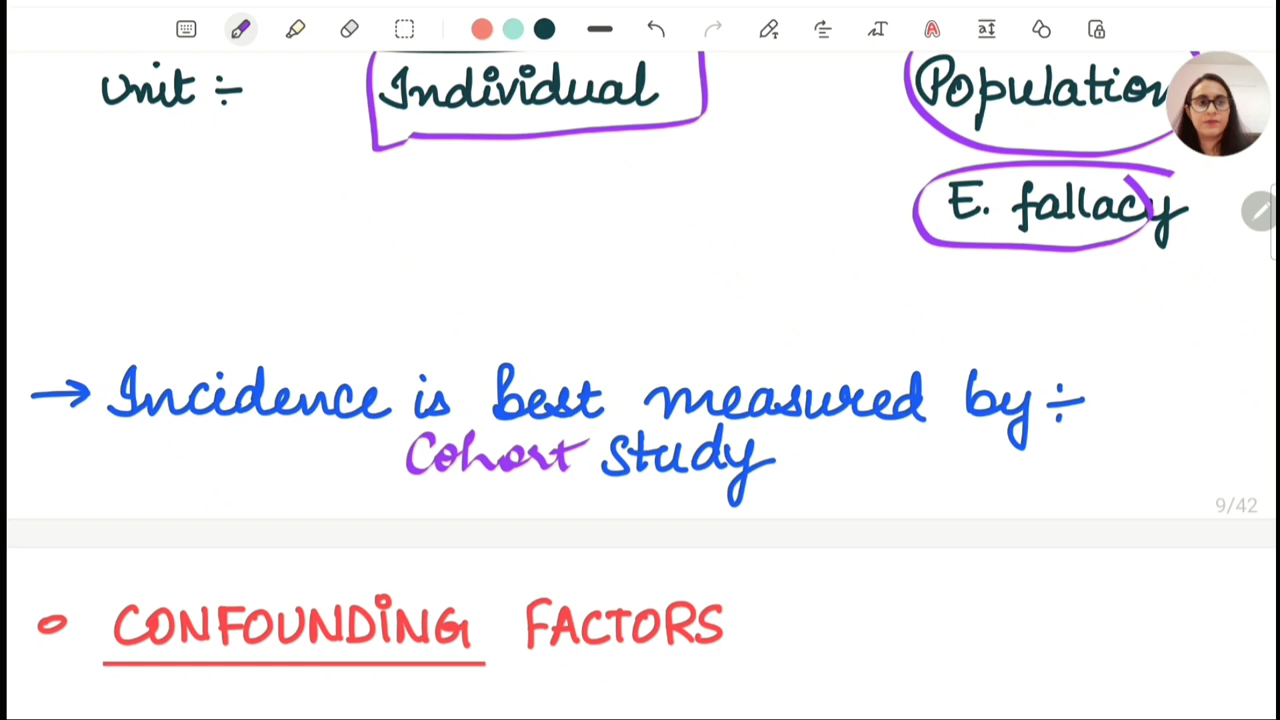 Unit :- Individual Population
E. fallacy
→ Incidence is best measured by :-
Cohort study
9/42
CONFOUNDING FACTORS